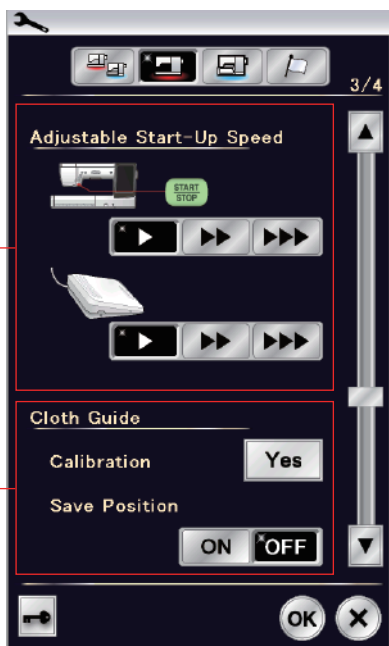 3/4
Adjustable Start-Up Speed
START
STOP
Cloth Guide
Calibration Yes
Save Position
ON OFF
OK